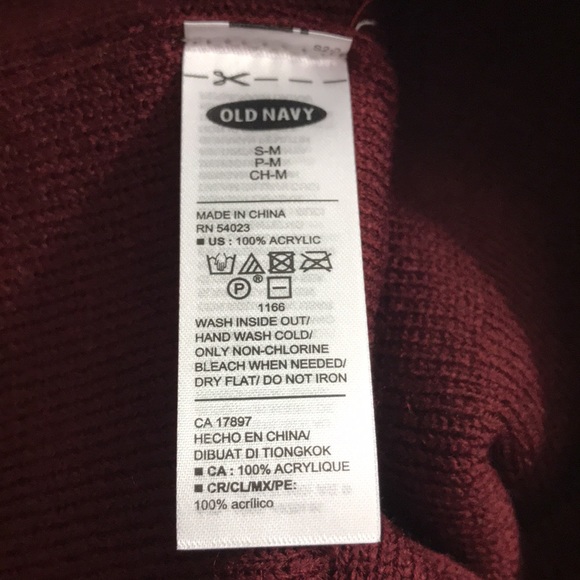 OLD NAVY
S-M
P-M
CH-M
MADE IN CHINA
RN 54023
■ US : 100% ACRYLIC
P ®
1166
WASH INSIDE OUT/
HAND WASH COLD/
ONLY NON-CHLORINE
BLEACH WHEN NEEDED/
DRY FLAT/ DO NOT IRON
CA 17897
HECHO EN CHINA/
DIBUAT DI TIONGKOK
■ CA : 100% ACRYLIQUE
■ CR/CL/MX/PE:
100% acrílico